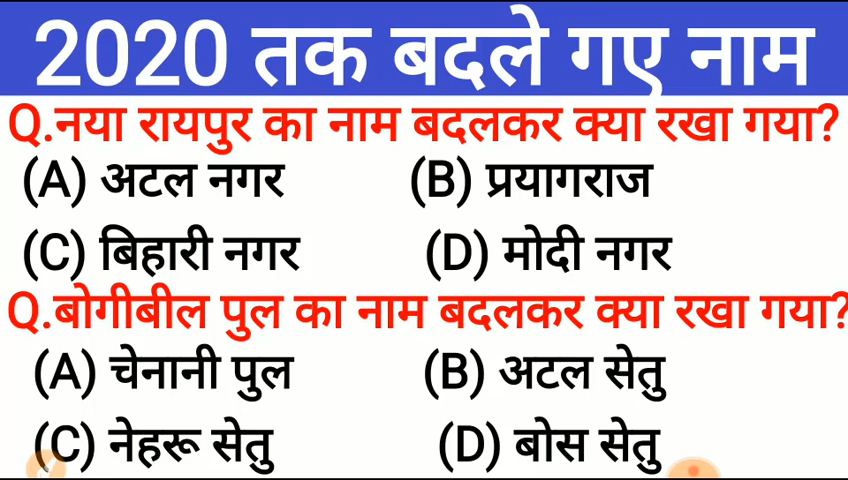 2020 तक बदले गए नाम
Q.नया रायपुर का नाम बदलकर क्या रखा गया?
(A) अटल नगर (B) प्रयागराज
(C) बिहारी नगर (D) मोदी नगर
Q.बोगीबील पुल का नाम बदलकर क्या रखा गया?
(A) चेनानी पुल (B) अटल सेतु
(C) नेहरू सेतु (D) बोस सेतु